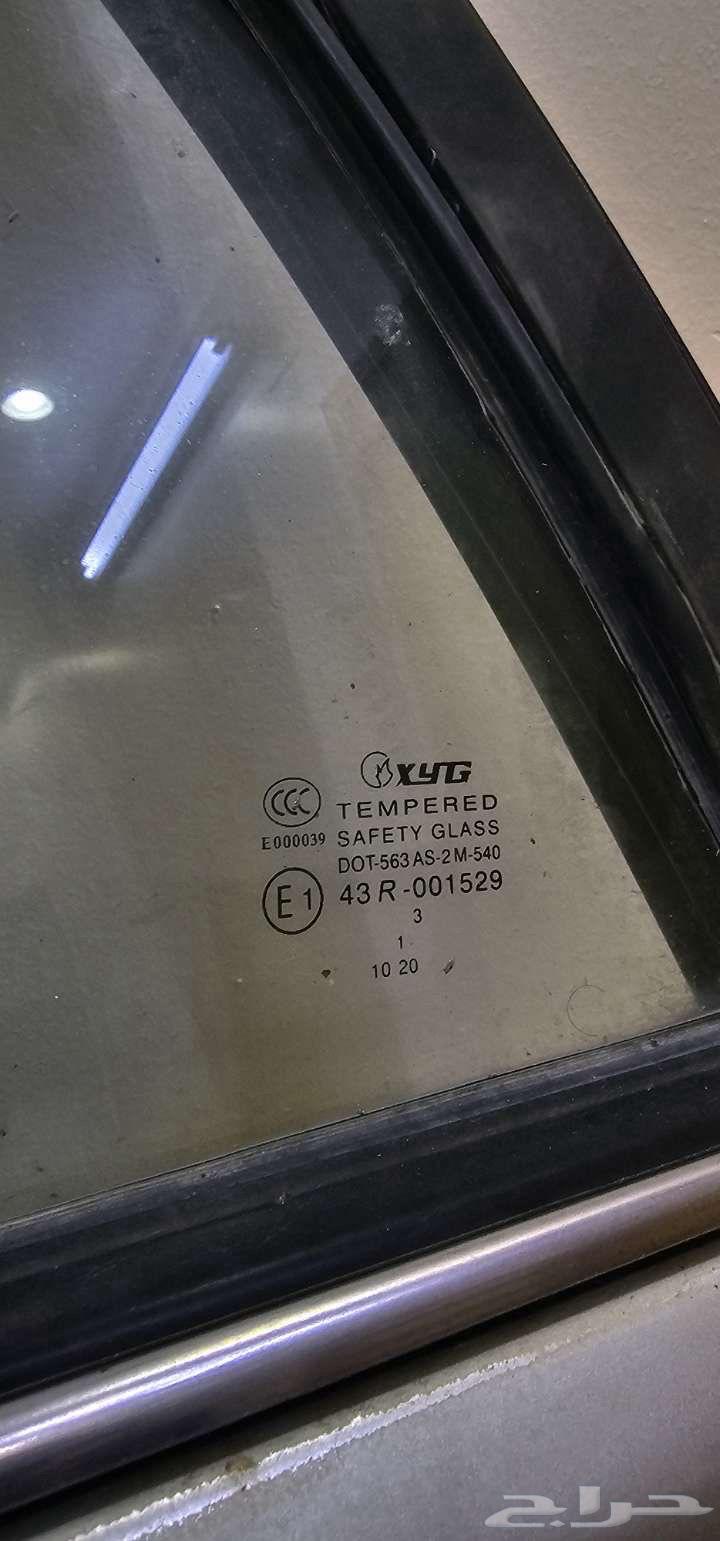 XYG
CCC
TEMPERED
E000039
SAFETY GLASS
DOT-563 AS-2 M-540
E1
43 R -001529
3
1
10 20
حراج